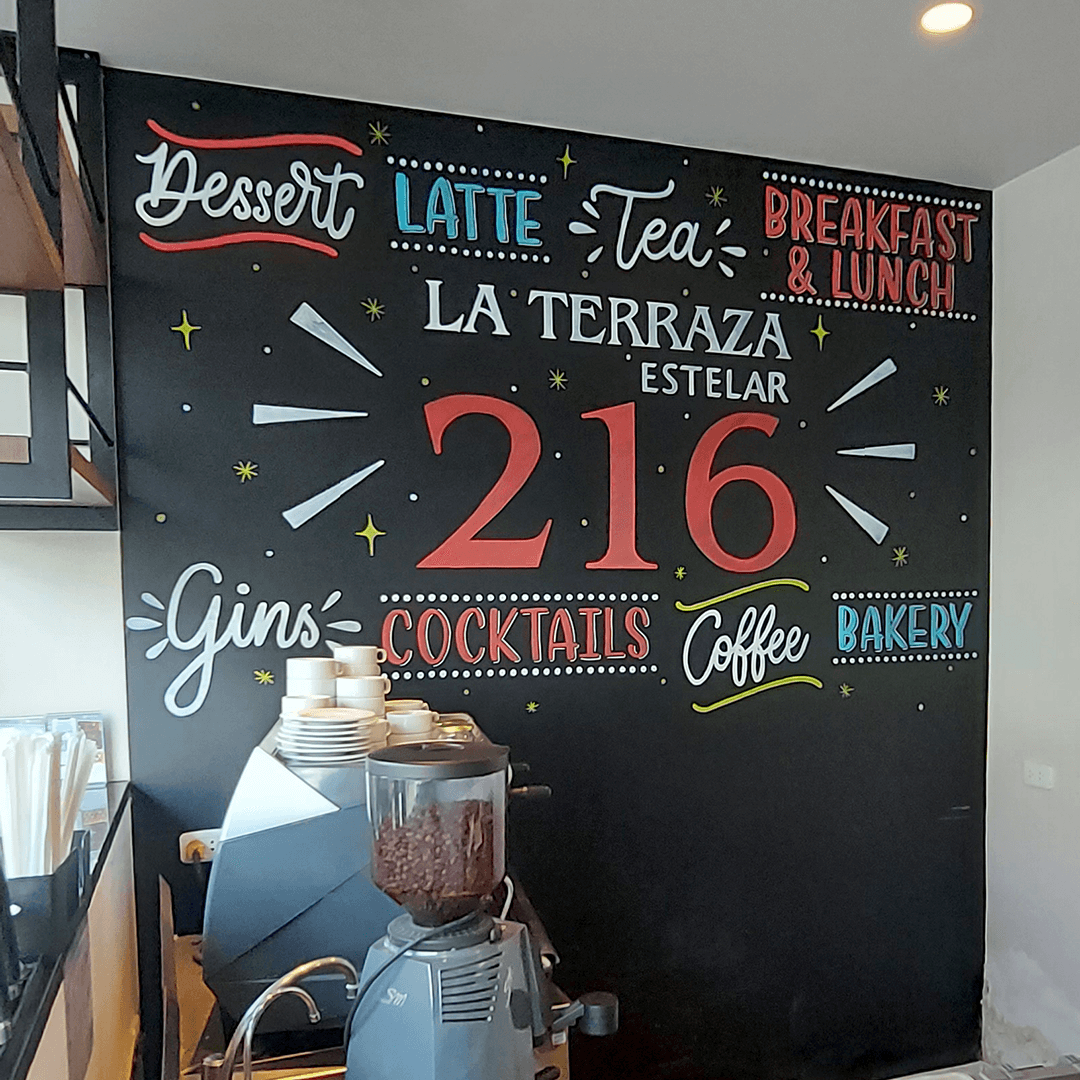 Dessert
LATTE
Tea
BREAKFAST
& LUNCH
LA TERRAZA
ESTELAR
216
Gins
COCKTAILS
Coffee
BAKERY